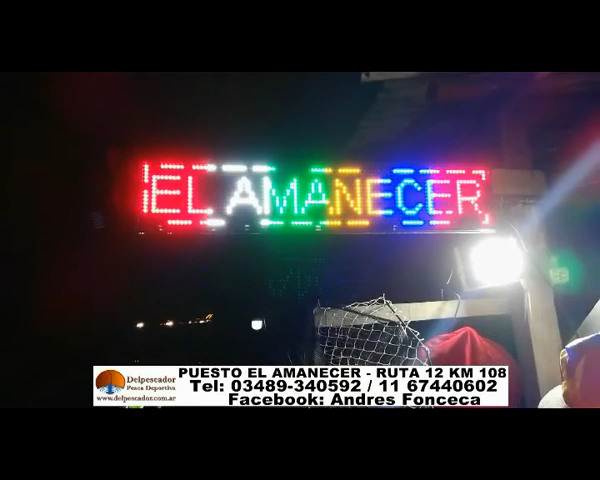 EL AMANECER
Delpescador
Pesca Deportiva
www.delpescador.com.ar
PUESTO EL AMANECER - RUTA 12 KM 108
Tel: 03489-340592 / 11 67440602
Facebook: Andres Fonceca